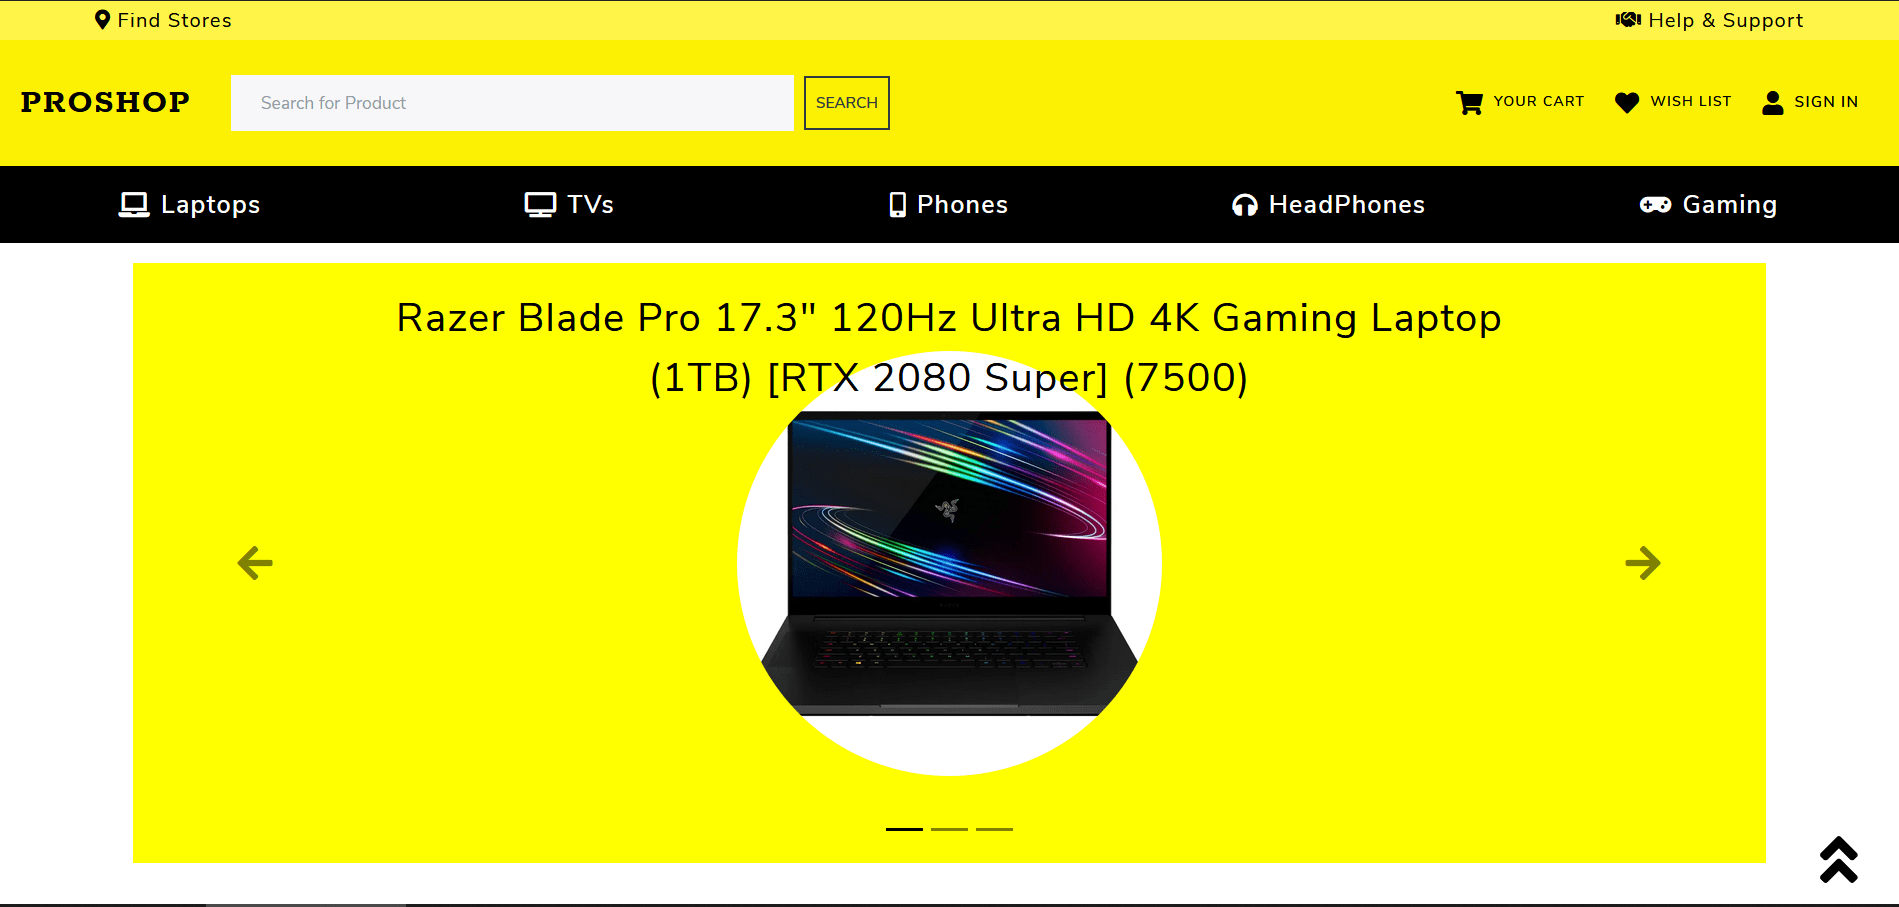 Find Stores
Help & Support
PROSHOP
Search for Product
SEARCH
YOUR CART
WISH LIST
SIGN IN
Laptops
TVs
Phones
HeadPhones
Gaming
Razer Blade Pro 17.3" 120Hz Ultra HD 4K Gaming Laptop
(1TB) [RTX 2080 Super] (7500)